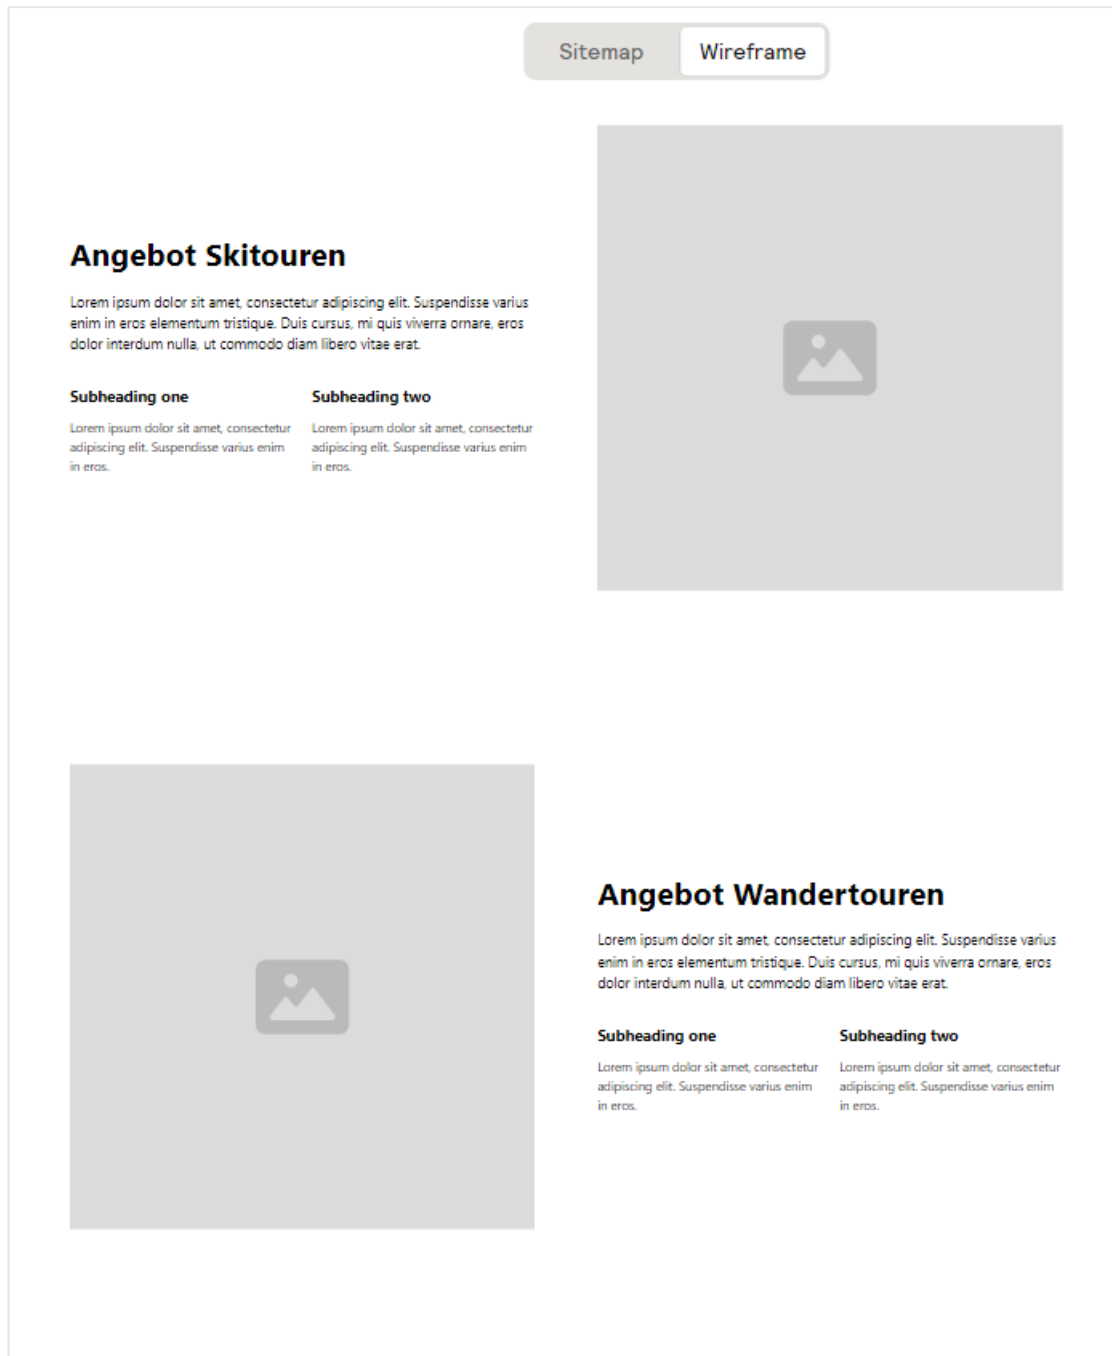 Sitemap Wireframe
Angebot Skitouren
Lorem ipsum dolor sit amet, consectetur adipiscing elit. Suspendisse varius
enim in eros elementum tristique. Duis cursus, mi quis viverra ornare, eros
dolor interdum nulla, ut commodo diam libero vitae erat.
Subheading one
Lorem ipsum dolor sit amet, consectetur
adipiscing elit. Suspendisse varius enim
in eros.
Subheading two
Lorem ipsum dolor sit amet, consectetur
adipiscing elit. Suspendisse varius enim
in eros.
Angebot Wandertouren
Lorem ipsum dolor sit amet, consectetur adipiscing elit. Suspendisse varius
enim in eros elementum tristique. Duis cursus, mi quis viverra ornare, eros
dolor interdum nulla, ut commodo diam libero vitae erat.
Subheading one
Lorem ipsum dolor sit amet, consectetur
adipiscing elit. Suspendisse varius enim
in eros.
Subheading two
Lorem ipsum dolor sit amet, consectetur
adipiscing elit. Suspendisse varius enim
in eros.